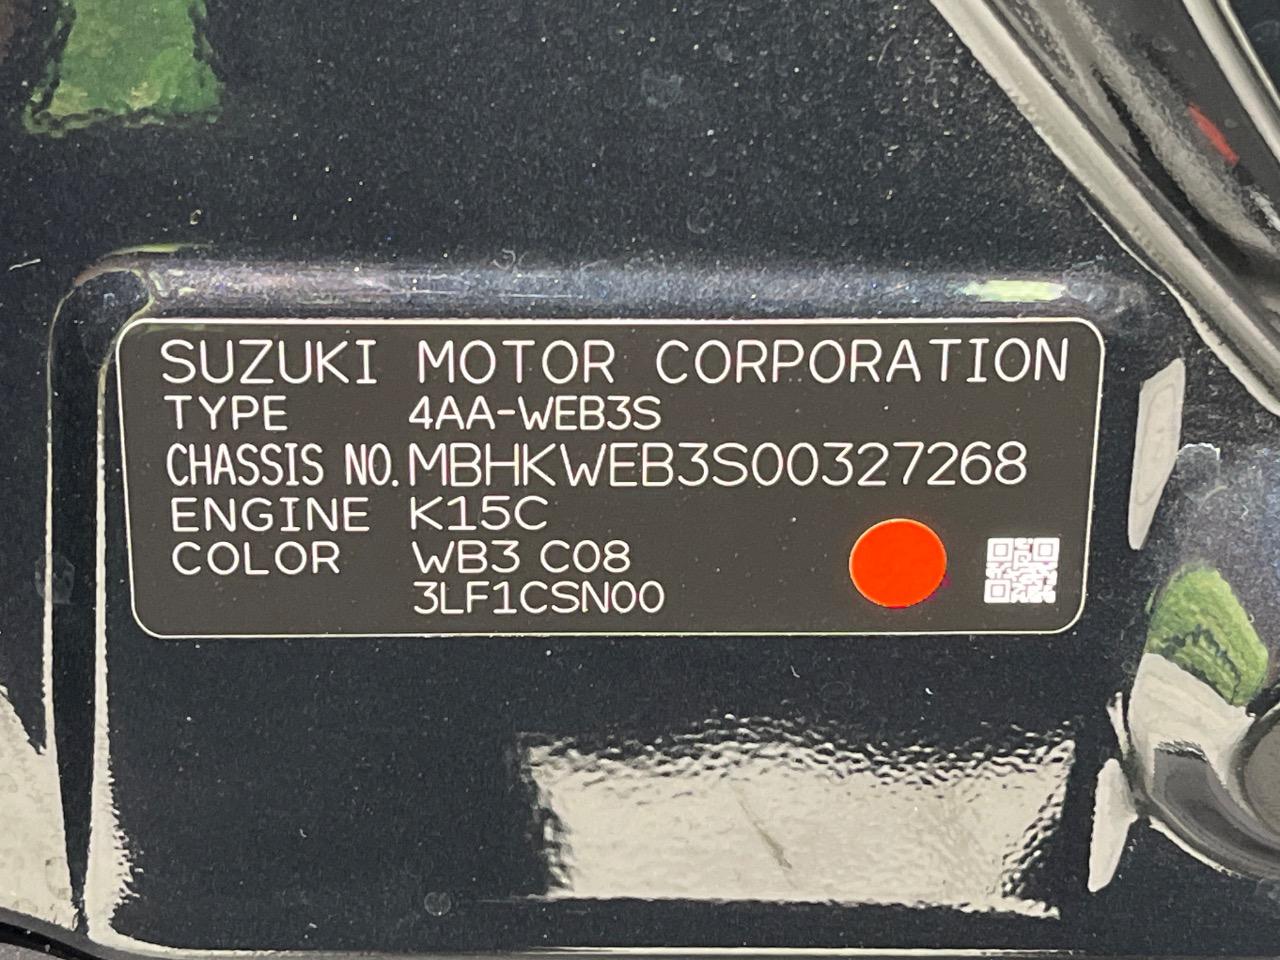 SUZUKI MOTOR CORPORATION
TYPE 4AA-WEB3S
CHASSIS NO. MBHKWEB3S00327268
ENGINE K15C
COLOR WB3 C08
3LF1CSN00